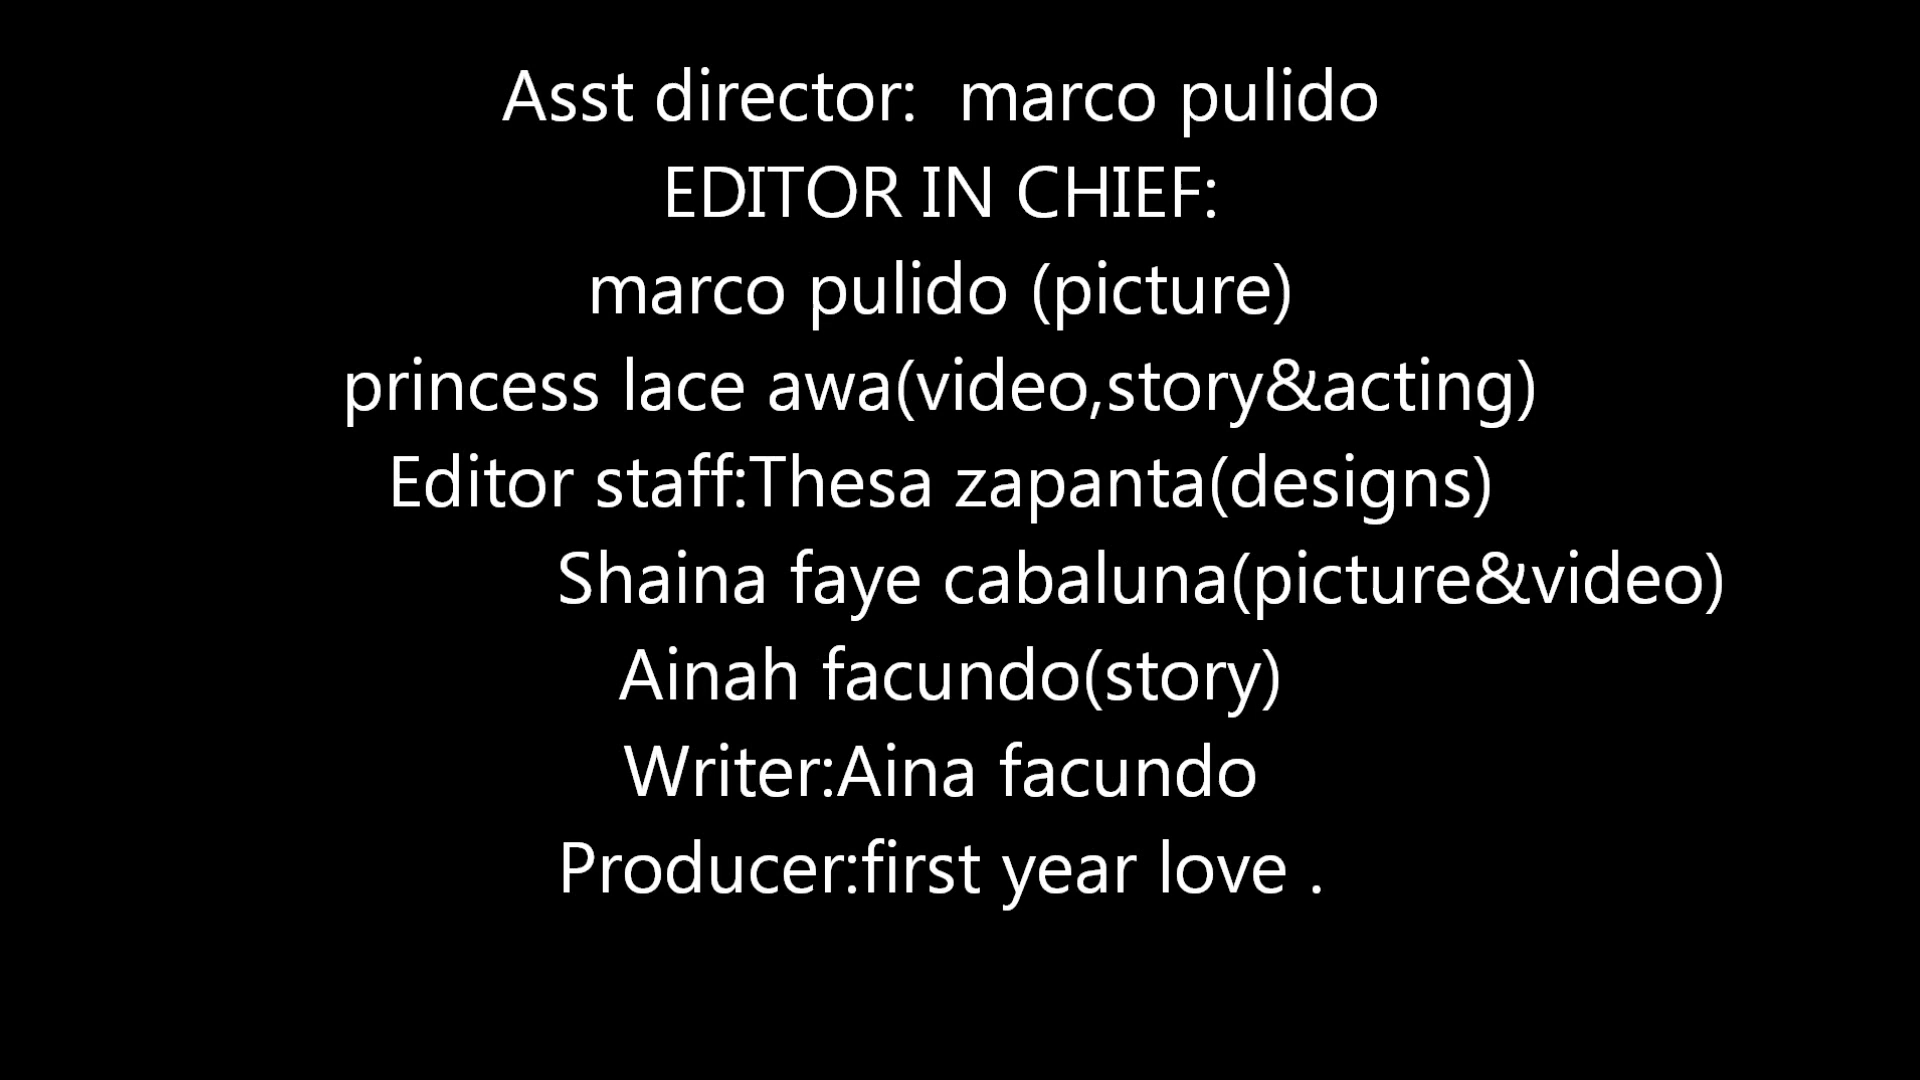 Asst director:  marco pulido
EDITOR IN CHIEF:
marco pulido (picture)
princess lace awa(video,story&acting)
Editor staff:Thesa zapanta(designs)
Shaina faye cabaluna(picture&video)
Ainah facundo(story)
Writer:Aina facundo
Producer:first year love .